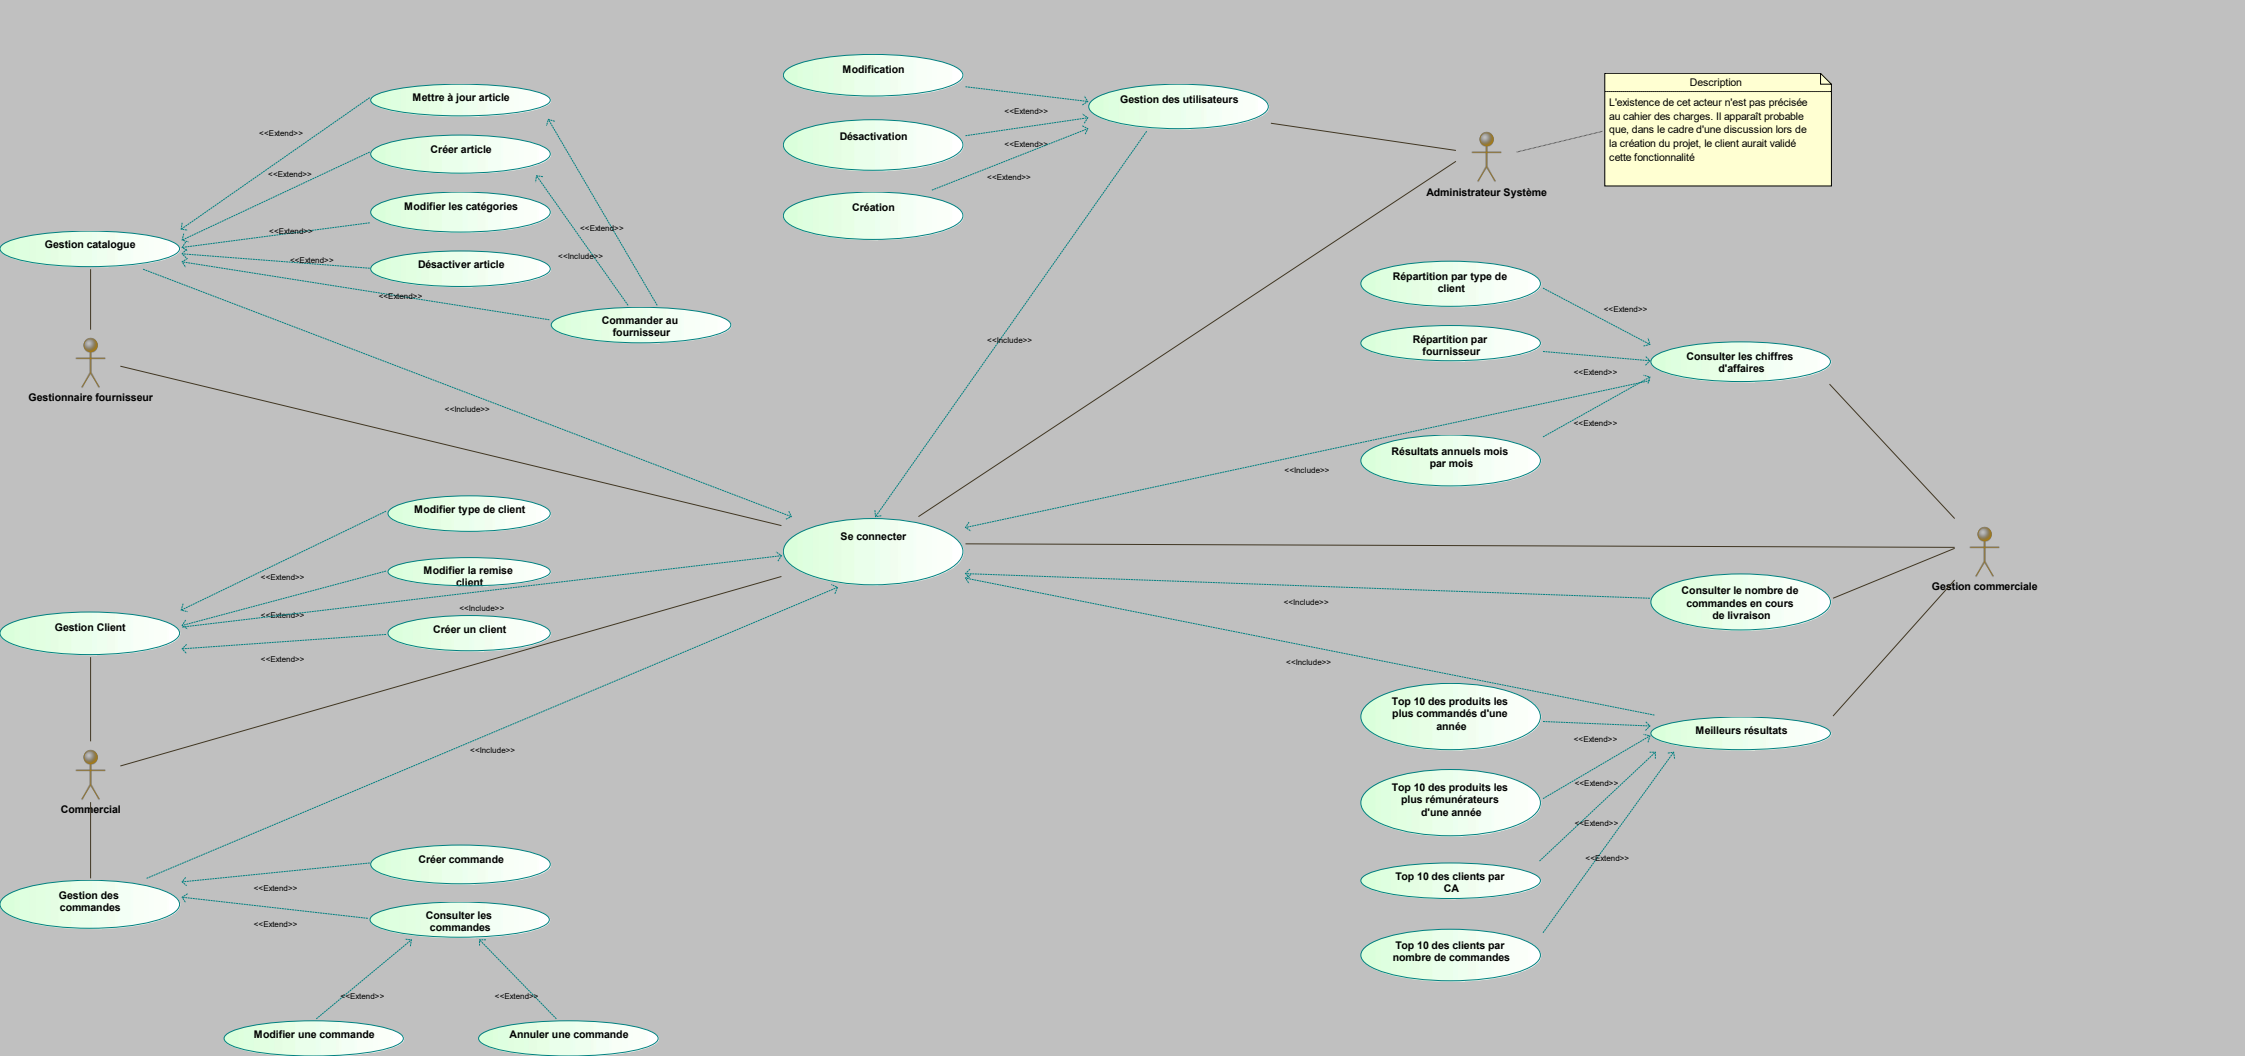 Modification
Mettre à jour article
Gestion des utilisateurs
Description
L'existence de cet acteur n'est pas précisée
au cahier des charges. Il apparaît probable
que, dans le cadre d'une discussion lors de
la création du projet, le client aurait validé
cette fonctionnalité
<<Extend>>
<<Extend>>
Désactivation
<<Extend>>
Créer article
<<Extend>>
<<Extend>>
Administrateur Système
Modifier les catégories
Création
<<Extend>>
<<Extend>>
Gestion catalogue
<<Include>>
<<Extend>>
Désactiver article
Répartition par type de
client
<<Extend>>
<<Extend>>
Commander au
fournisseur
<<Include>>
Répartition par
fournisseur
Consulter les chiffres
d'affaires
<<Extend>>
Gestionnaire fournisseur
<<Include>>
<<Extend>>
Résultats annuels mois
par mois
<<Include>>
Modifier type de client
Se connecter
Modifier la remise
client
<<Extend>>
Gestion commerciale
Consulter le nombre de
commandes en cours
de livraison
<<Include>>
<<Include>>
<<Extend>>
Gestion Client
Créer un client
<<Extend>>
<<Include>>
Top 10 des produits les
plus commandés d'une
année
Meilleurs résultats
<<Extend>>
<<Include>>
<<Extend>>
Top 10 des produits les
plus rémunérateurs
d'une année
Commercial
<<Extend>>
Créer commande
<<Extend>>
Top 10 des clients par
CA
<<Extend>>
Gestion des
commandes
Consulter les
commandes
<<Extend>>
Top 10 des clients par
nombre de commandes
<<Extend>>
<<Extend>>
Modifier une commande
Annuler une commande